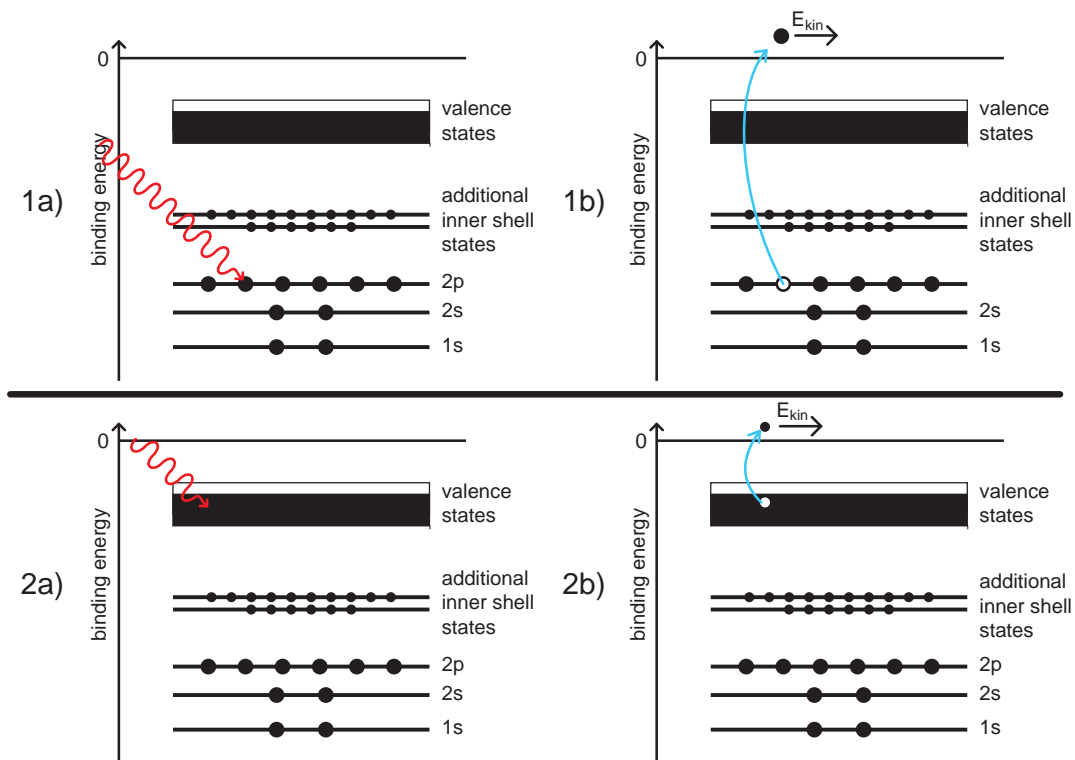 1a)
0
binding energy
valence
states
additional
inner shell
states
2p
2s
1s
1b)
E_kin
0
binding energy
valence
states
additional
inner shell
states
2s
1s
2a)
0
binding energy
valence
states
additional
inner shell
states
2p
2s
1s
2b)
E_kin
0
binding energy
valence
states
additional
inner shell
states
2p
2s
1s